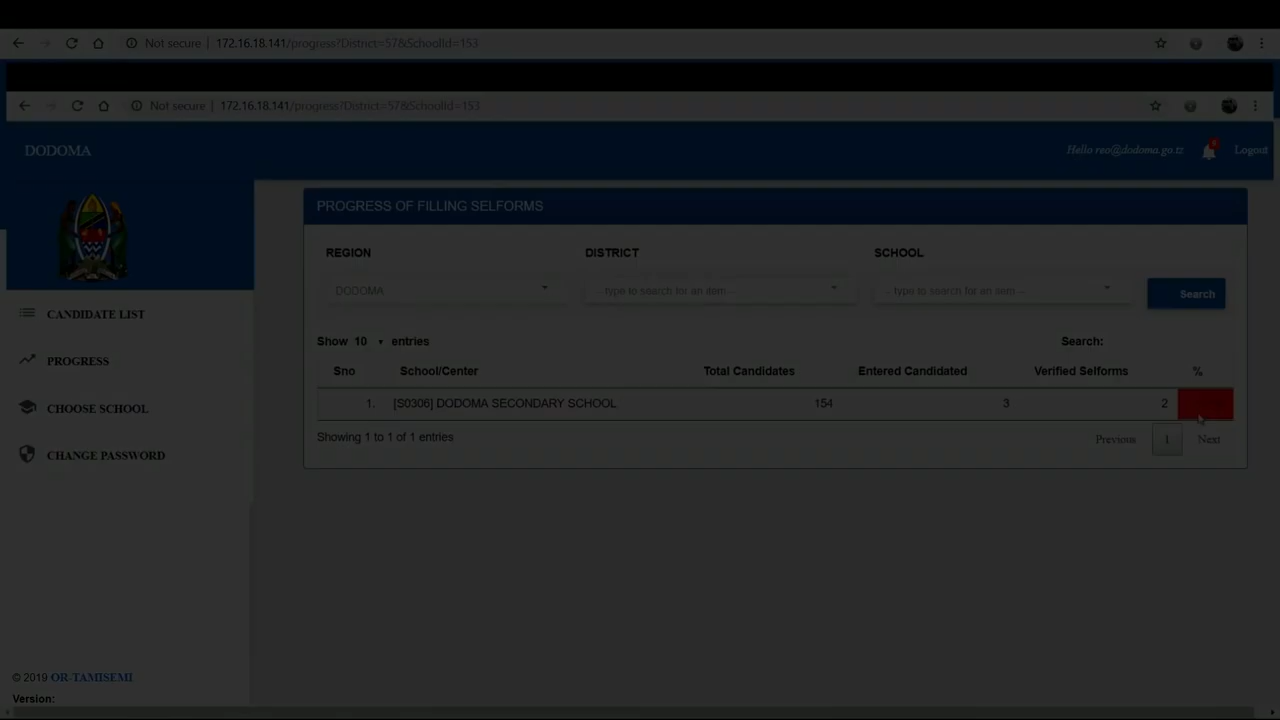 Not secure | 172.16.18.141/progress?District=57&SchoolId=153
Not secure | 172.16.18.141/progress?District=57&SchoolId=153
DODOMA
Hello reo@dodoma.go.tz
Logout
PROGRESS OF FILLING SELFORMS
REGION DISTRICT SCHOOL
DODOMA
type to search for an item --
- type to search for an item --
Search
CANDIDATE LIST
PROGRESS
CHOOSE SCHOOL
CHANGE PASSWORD
Show 10 entries
Search:
Sno School/Center Total Candidates Entered Candidated Verified Selforms %
1. [S0306] DODOMA SECONDARY SCHOOL 154 3 2
Showing 1 to 1 of 1 entries
Previous 1 Next
© 2019 OR-TAMISEMI
Version: